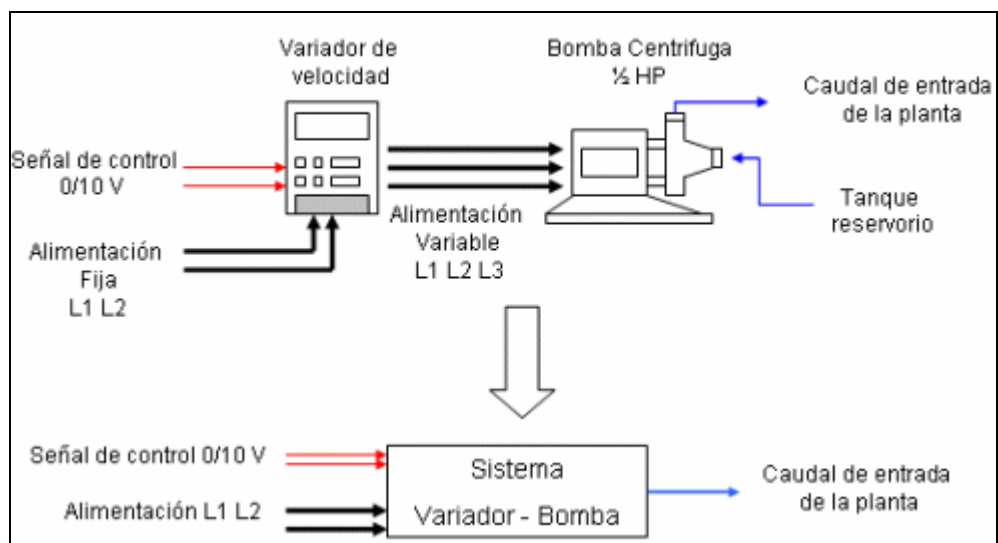 Variador de
velocidad
Bomba Centrifuga
½ HP
Caudal de entrada
de la planta
Señal de control
0/10 V
Tanque
reservorio
Alimentación
Variable
L1 L2 L3
Alimentación
Fija
L1 L2
Señal de control 0/10 V
Alimentación L1 L2
Sistema
Variador - Bomba
Caudal de entrada
de la planta